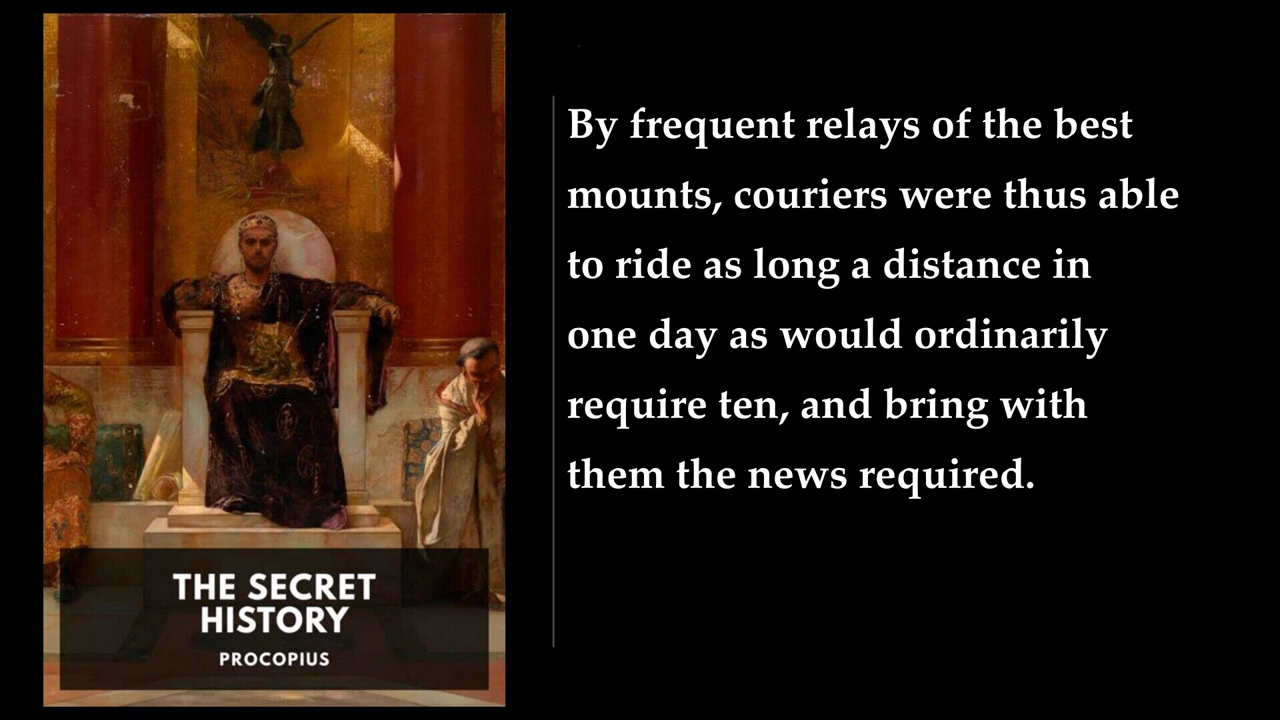 THE SECRET
HISTORY
PROCOPIUS
By frequent relays of the best
mounts, couriers were thus able
to ride as long a distance in
one day as would ordinarily
require ten, and bring with
them the news required.